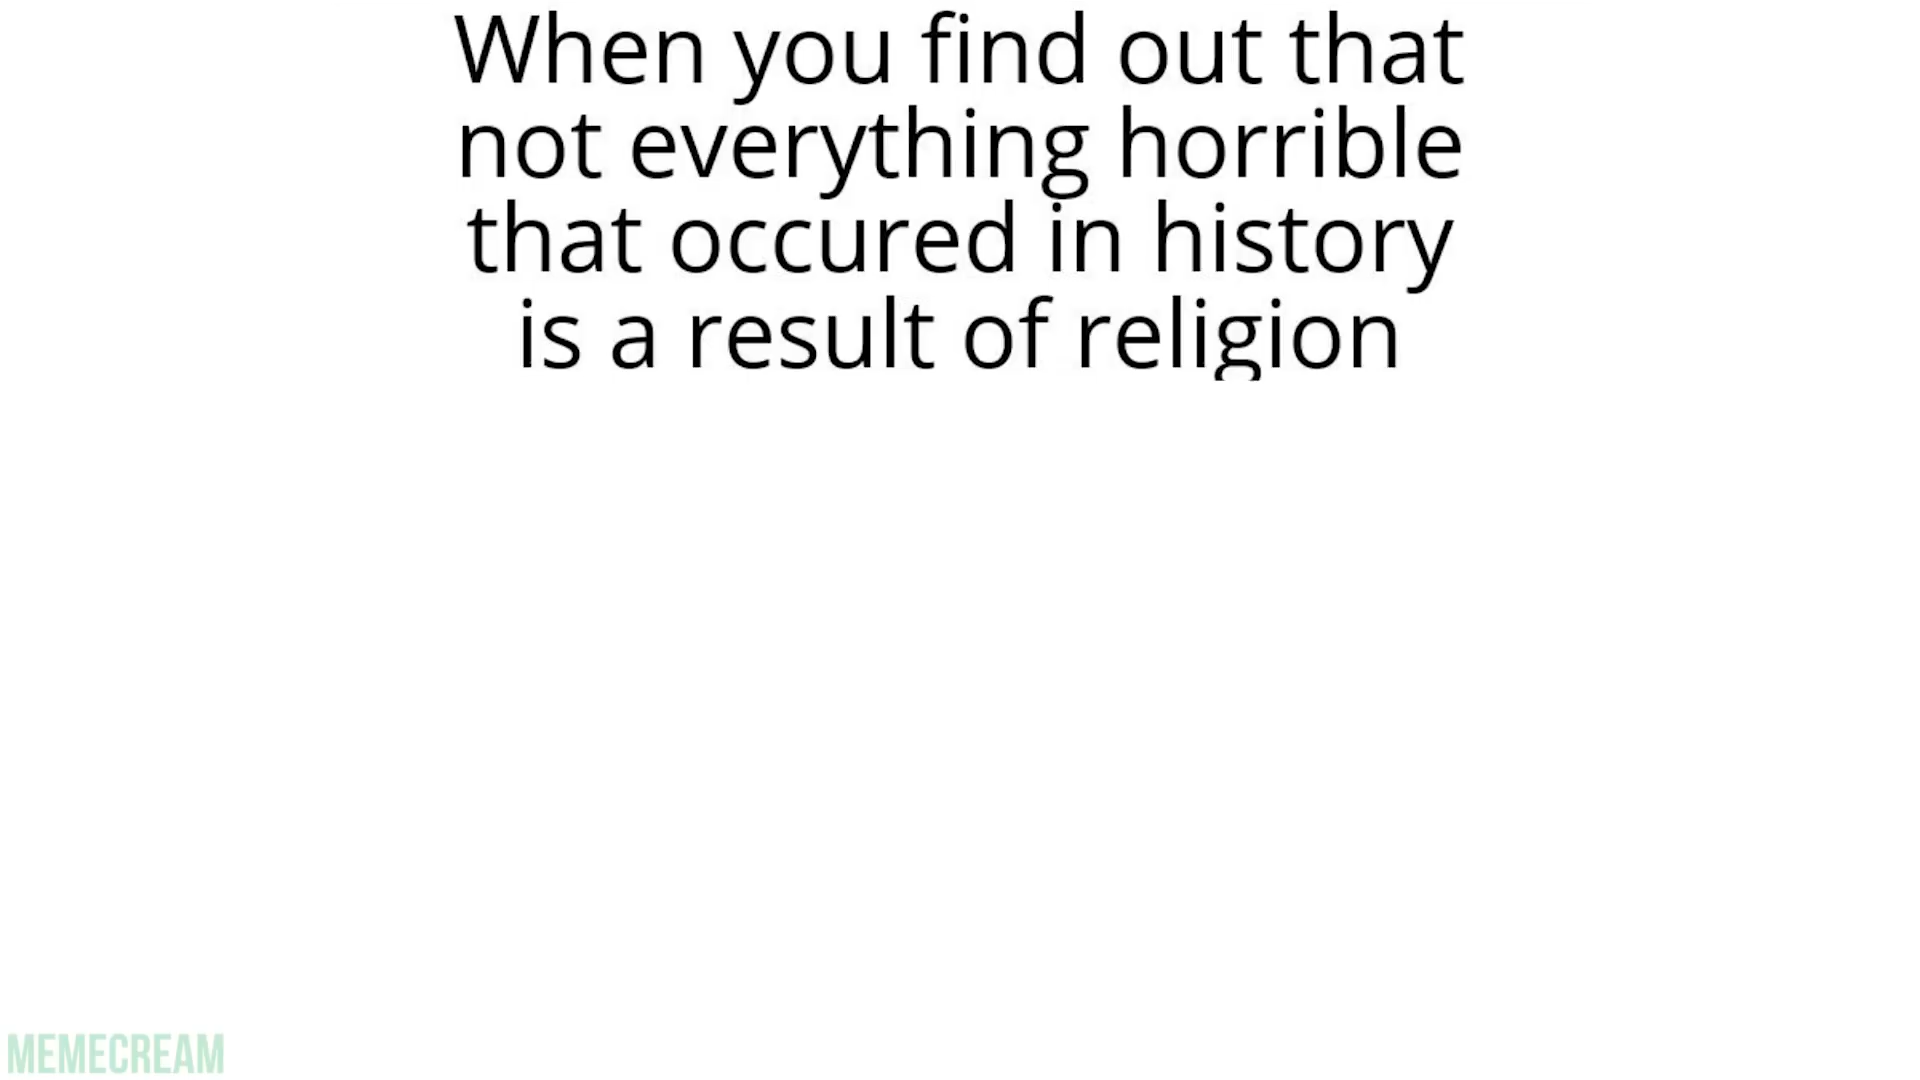 When you find out that
not everything horrible
that occured in history
is a result of religion
MEMECREAM